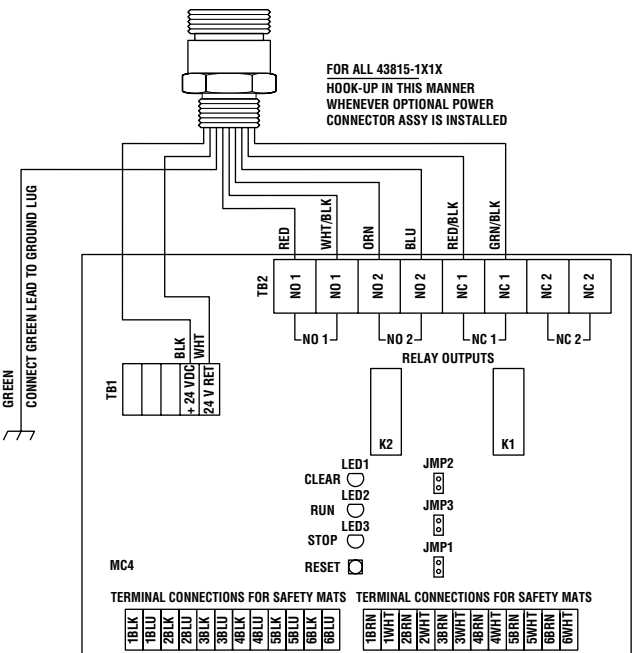 FOR ALL 43815-1X1X
HOOK-UP IN THIS MANNER
WHENEVER OPTIONAL POWER
CONNECTOR ASSY IS INSTALLED
GREEN
CONNECT GREEN LEAD TO GROUND LUG
RED
WHT/BLK
ORN
BLU
RED/BLK
GRN/BLK
TB2
NO 1
NO 1
NO 2
NO 2
NC 1
NC 1
NC 2
NC 2
NO 1
NO 2
NC 1
NC 2
RELAY OUTPUTS
BLK
WHT
TB1
+ 24 VDC
24 V RET
K2
K1
LED1
CLEAR
LED2
RUN
LED3
STOP
RESET
JMP2
JMP3
JMP1
MC4
TERMINAL CONNECTIONS FOR SAFETY MATS
1BLK
1BLU
2BLK
2BLU
3BLK
3BLU
4BLK
4BLU
5BLK
5BLU
6BLK
6BLU
TERMINAL CONNECTIONS FOR SAFETY MATS
1BRN
1WHT
2BRN
2WHT
3BRN
3WHT
4BRN
4WHT
5BRN
5WHT
6BRN
6WHT